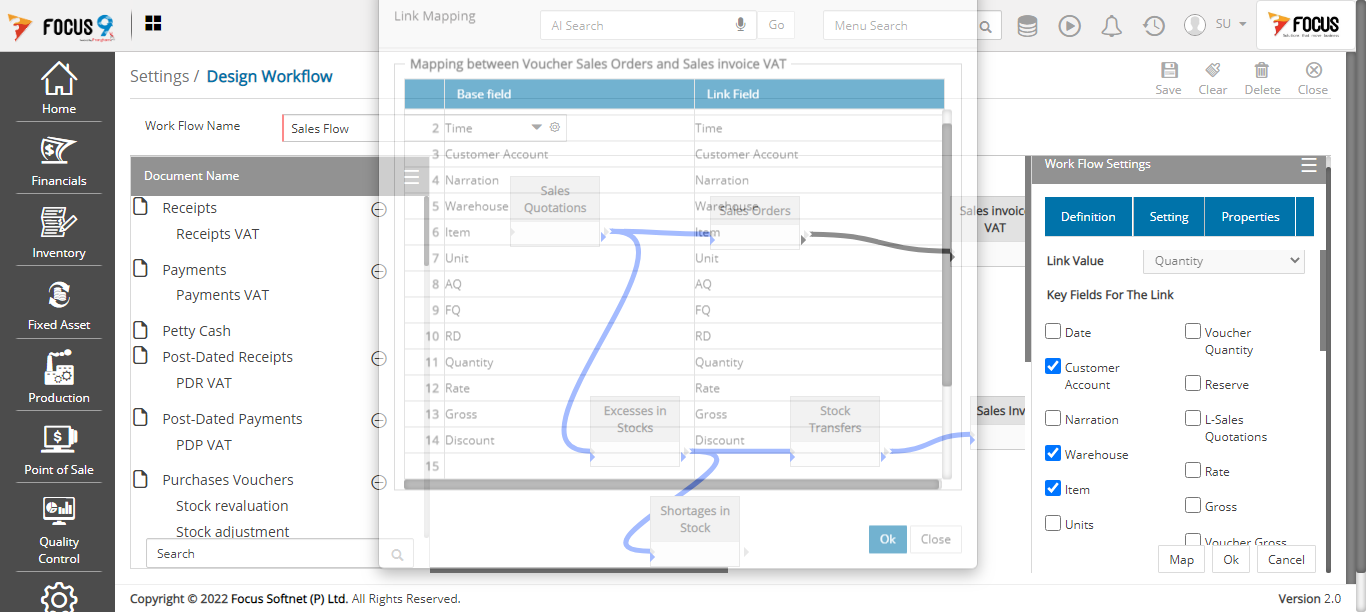 FOCUS 9
Link Mapping
AI Search
Go
Menu Search
SU
FOCUS
Settings / Design Workflow
Save
Clear
Delete
Close
Work Flow Name
Sales Flow
Mapping between Voucher Sales Orders and Sales invoice VAT
Base field
Link Field
2 Time
Time
3 Customer Account
Customer Account
4 Narration
Narration
5 Warehouse
Warehouse
6 Item
Item
7 Unit
Unit
8 AQ
AQ
9 FQ
FQ
10 RD
RD
11 Quantity
Quantity
12 Rate
Rate
13 Gross
Gross
14 Discount
Discount
15
Ok
Close
Sales
Quotations
Sales Orders
Sales invoice
VAT
Excesses in
Stocks
Stock
Transfers
Sales Inv
Shortages in
Stock
Home
Financials
Inventory
Fixed Asset
Production
Point of Sale
Quality
Control
Document Name
Receipts
Receipts VAT
Payments
Payments VAT
Petty Cash
Post-Dated Receipts
PDR VAT
Post-Dated Payments
PDP VAT
Purchases Vouchers
Stock revaluation
Stock adjustment
Search
Work Flow Settings
Definition
Setting
Properties
Link Value
Quantity
Key Fields For The Link
Date
Voucher
Quantity
Customer
Account
Reserve
Narration
L-Sales
Quotations
Warehouse
Rate
Item
Gross
Units
Voucher Gross
Map
Ok
Cancel
Copyright © 2022 Focus Softnet (P) Ltd. All Rights Reserved.
Version 2.0